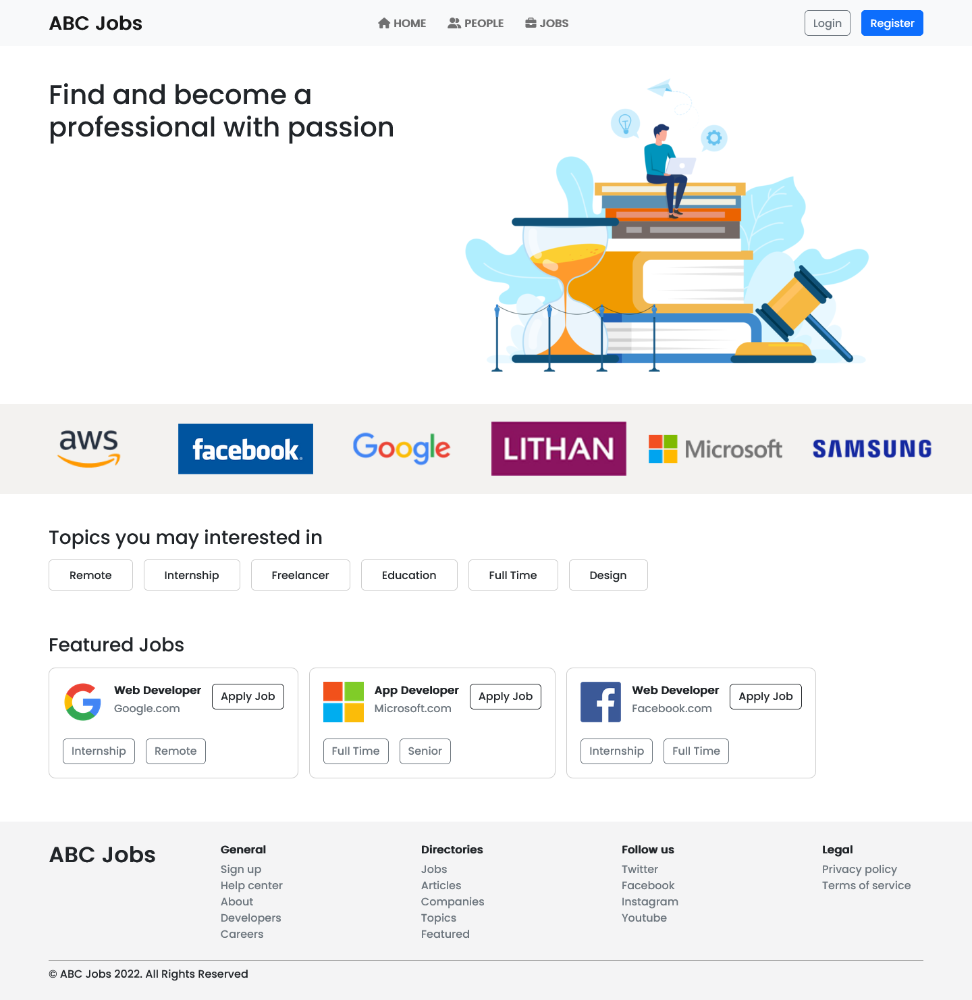 ABC Jobs
HOME
PEOPLE
JOBS
Login
Register
Find and become a
professional with passion
aws
facebook.
Google
LITHAN
Microsoft
SAMSUNG
Topics you may interested in
Remote
Internship
Freelancer
Education
Full Time
Design
Featured Jobs
Web Developer
Google.com
Apply Job
Internship
Remote
App Developer
Microsoft.com
Apply Job
Full Time
Senior
Web Developer
Facebook.com
Apply Job
Internship
Full Time
ABC Jobs
General
Sign up
Help center
About
Developers
Careers
Directories
Jobs
Articles
Companies
Topics
Featured
Follow us
Twitter
Facebook
Instagram
Youtube
Legal
Privacy policy
Terms of service
© ABC Jobs 2022. All Rights Reserved